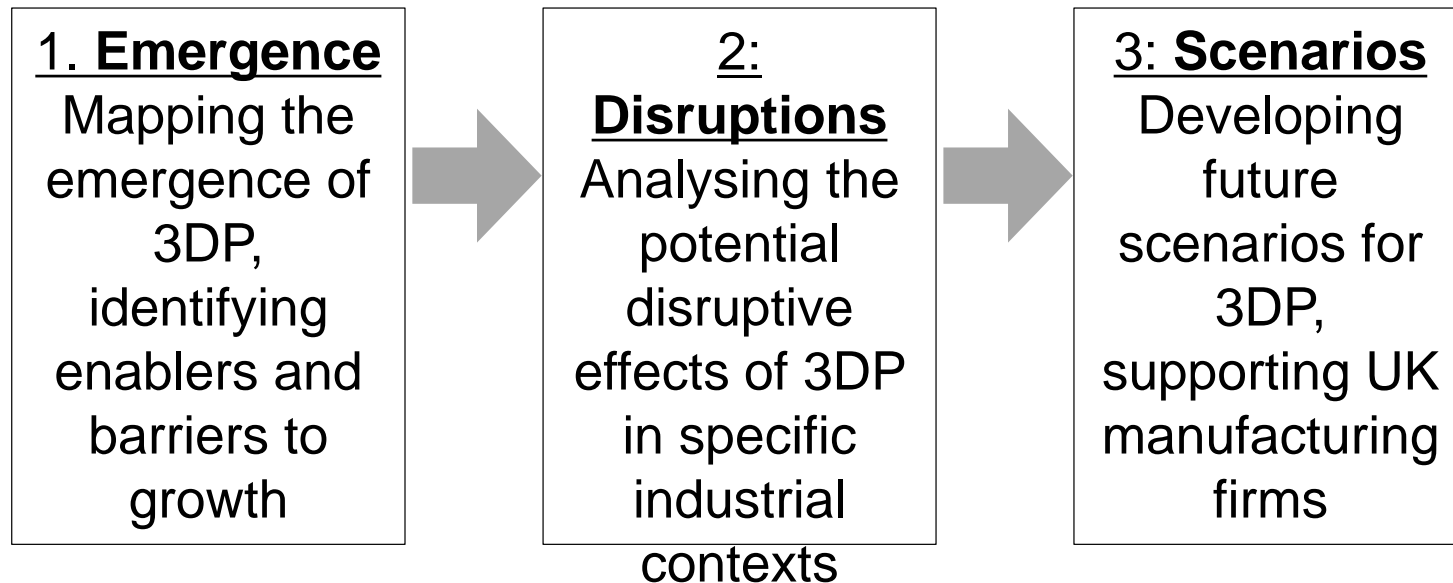 1. Emergence
Mapping the
emergence of
3DP,
identifying
enablers and
barriers to
growth
2:
Disruptions
Analysing the
potential
disruptive
effects of 3DP
in specific
industrial
contexts
3: Scenarios
Developing
future
scenarios for
3DP,
supporting UK
manufacturing
firms